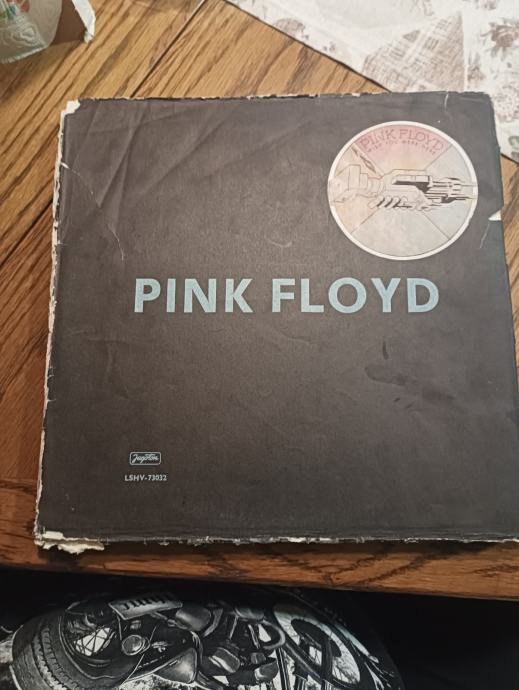 PINK FLOYD
WISH YOU WERE HERE
PINK FLOYD
Jugoton
LSHV-73032